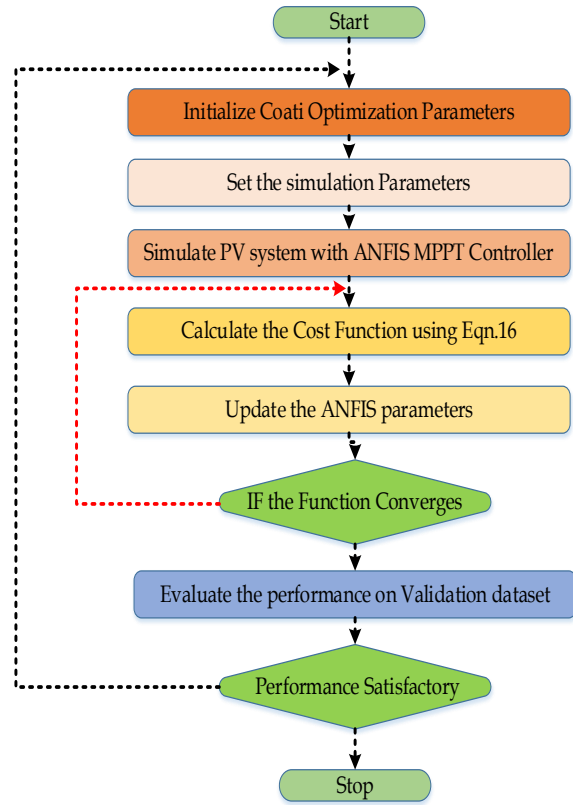 Start
Initialize Coati Optimization Parameters
Set the simulation Parameters
Simulate PV system with ANFIS MPPT Controller
Calculate the Cost Function using Eqn.16
Update the ANFIS parameters
IF the Function Converges
Evaluate the performance on Validation dataset
Performance Satisfactory
Stop